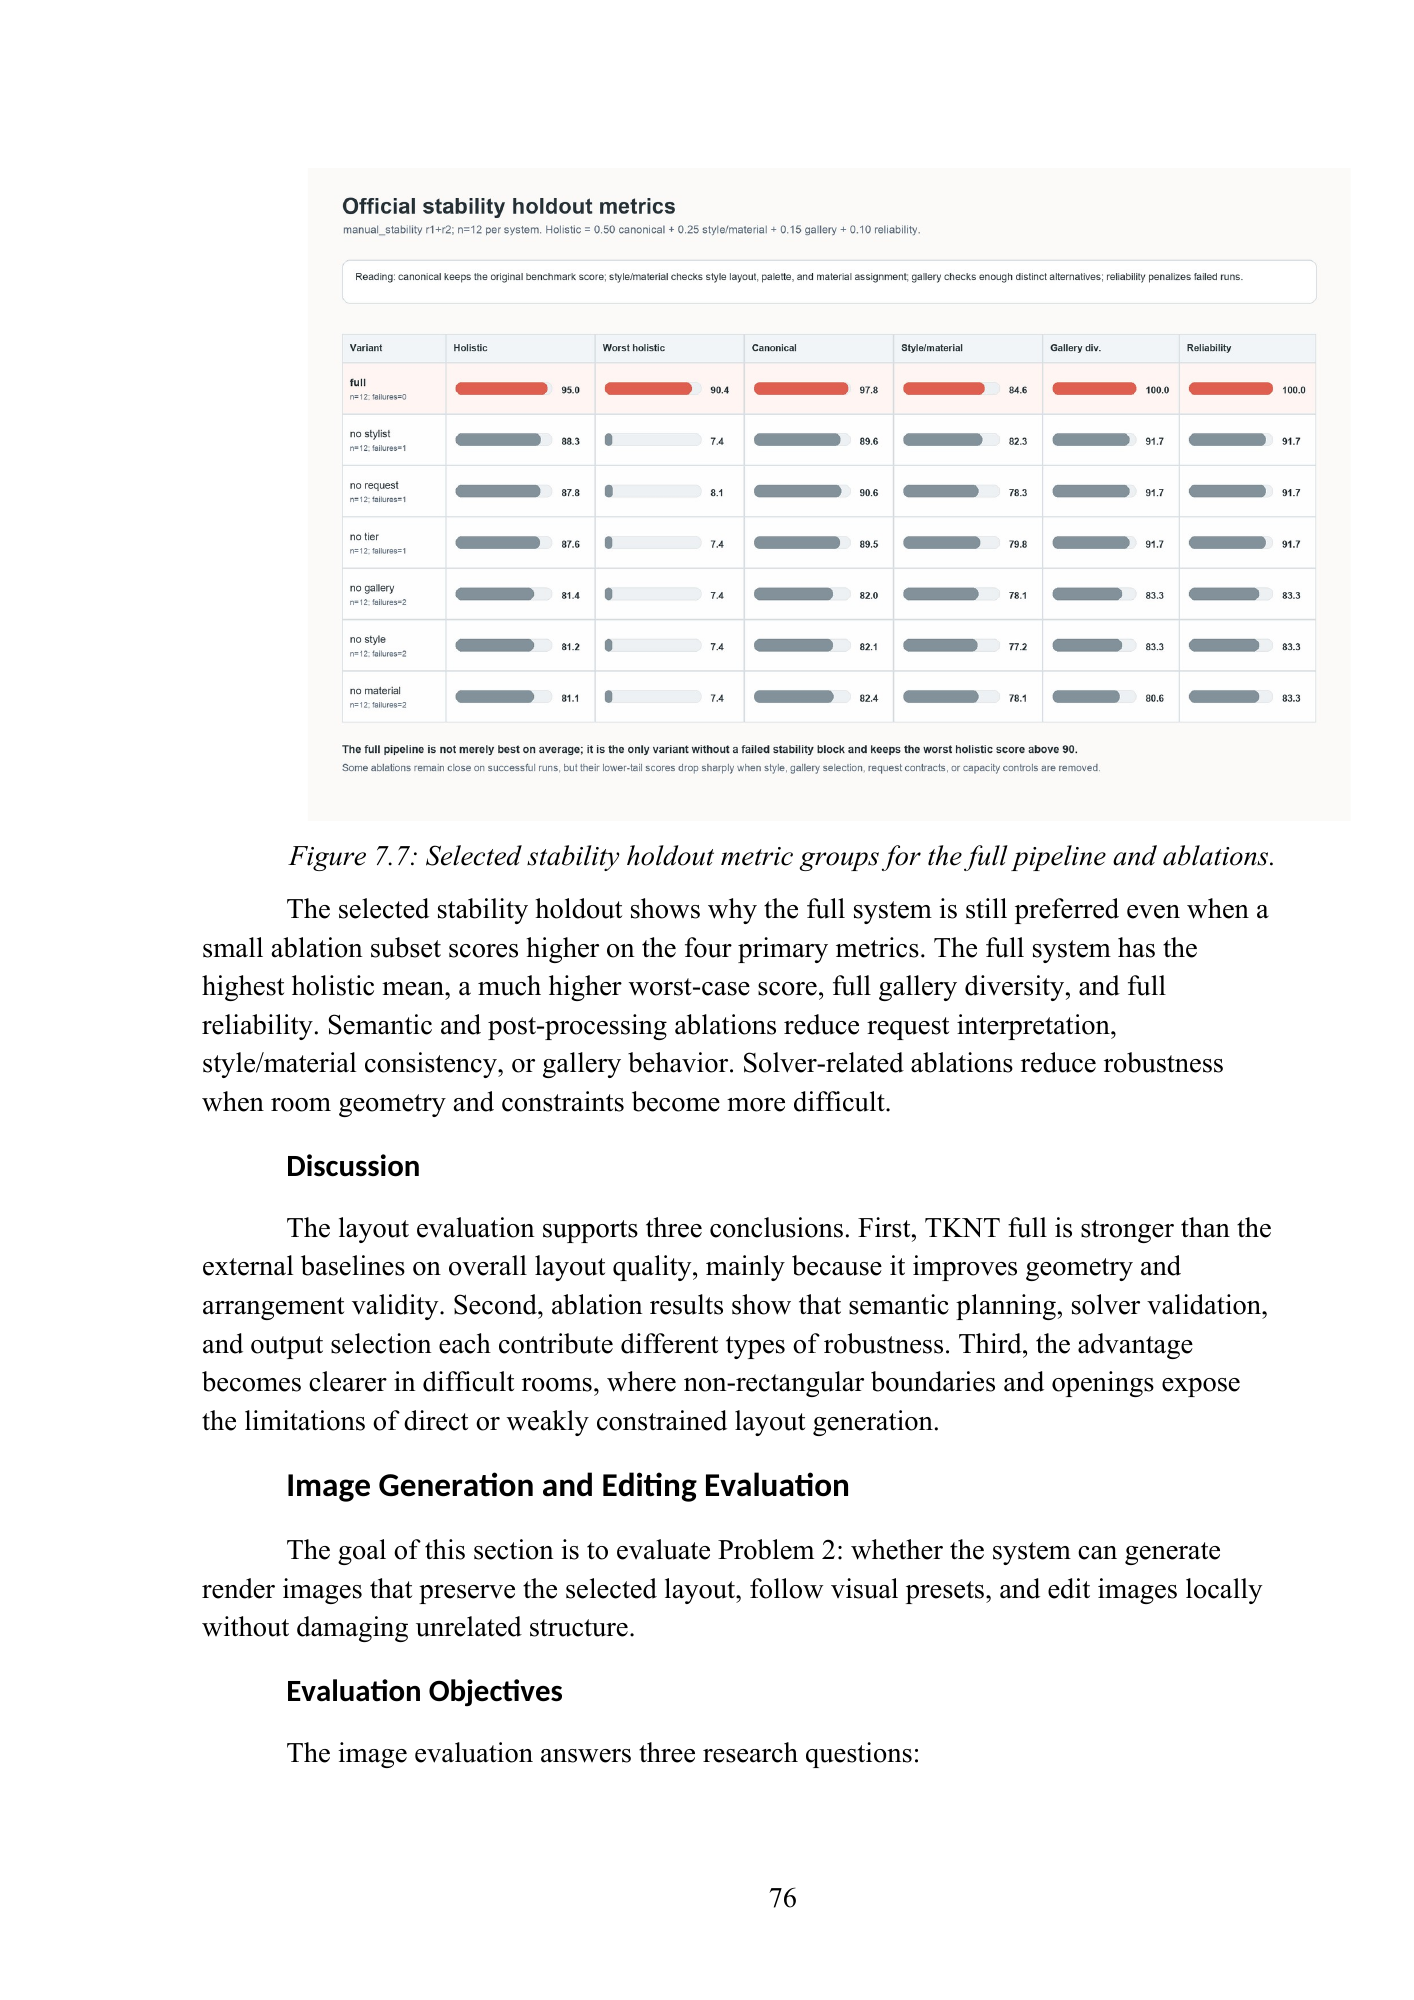 Official stability holdout metrics
manual_stability r1+r2; n=12 per system. Holistic = 0.50 canonical + 0.25 style/material + 0.15 gallery + 0.10 reliability.
Reading: canonical keeps the original benchmark score; style/material checks style layout, palette, and material assignment; gallery checks enough distinct alternatives; reliability penalizes failed runs.
Variant Holistic Worst holistic Canonical Style/material Gallery div. Reliability
full
n=12; failures=0
95.0 90.4 97.8 84.6 100.0 100.0
no stylist
n=12; failures=1
88.3 7.4 89.6 82.3 91.7 91.7
no request
n=12; failures=1
87.8 8.1 90.6 78.3 91.7 91.7
no tier
n=12; failures=1
87.6 7.4 89.5 79.8 91.7 91.7
no gallery
n=12; failures=2
81.4 7.4 82.0 78.1 83.3 83.3
no style
n=12; failures=2
81.2 7.4 82.1 77.2 83.3 83.3
no material
n=12; failures=2
81.1 7.4 82.4 78.1 80.6 83.3
The full pipeline is not merely best on average; it is the only variant without a failed stability block and keeps the worst holistic score above 90.
Some ablations remain close on successful runs, but their lower-tail scores drop sharply when style, gallery selection, request contracts, or capacity controls are removed.
Figure 7.7: Selected stability holdout metric groups for the full pipeline and ablations.
The selected stability holdout shows why the full system is still preferred even when a
small ablation subset scores higher on the four primary metrics. The full system has the
highest holistic mean, a much higher worst-case score, full gallery diversity, and full
reliability. Semantic and post-processing ablations reduce request interpretation,
style/material consistency, or gallery behavior. Solver-related ablations reduce robustness
when room geometry and constraints become more difficult.
Discussion
The layout evaluation supports three conclusions. First, TKNT full is stronger than the
external baselines on overall layout quality, mainly because it improves geometry and
arrangement validity. Second, ablation results show that semantic planning, solver validation,
and output selection each contribute different types of robustness. Third, the advantage
becomes clearer in difficult rooms, where non-rectangular boundaries and openings expose
the limitations of direct or weakly constrained layout generation.
Image Generation and Editing Evaluation
The goal of this section is to evaluate Problem 2: whether the system can generate
render images that preserve the selected layout, follow visual presets, and edit images locally
without damaging unrelated structure.
Evaluation Objectives
The image evaluation answers three research questions:
76